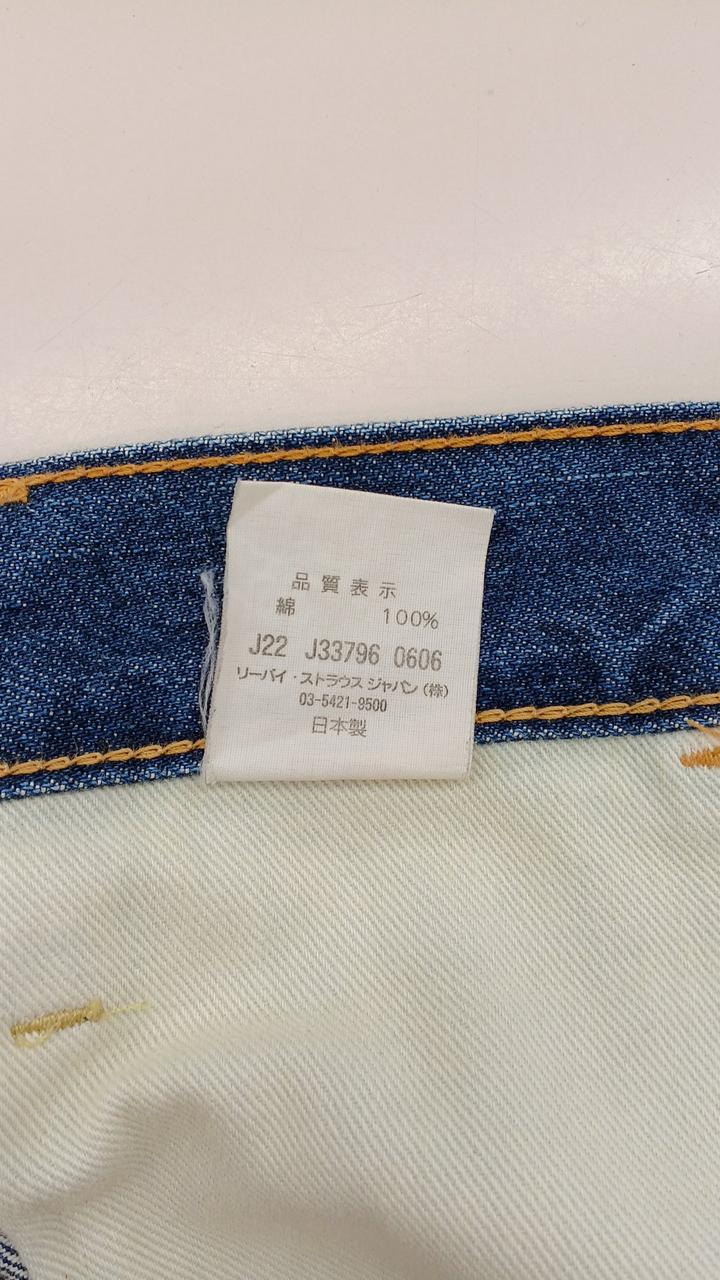 品質表示
綿 100%
J22 J33796 0606
リーバイ・ストラウス ジャパン(株)
03-5421-9500
日本製